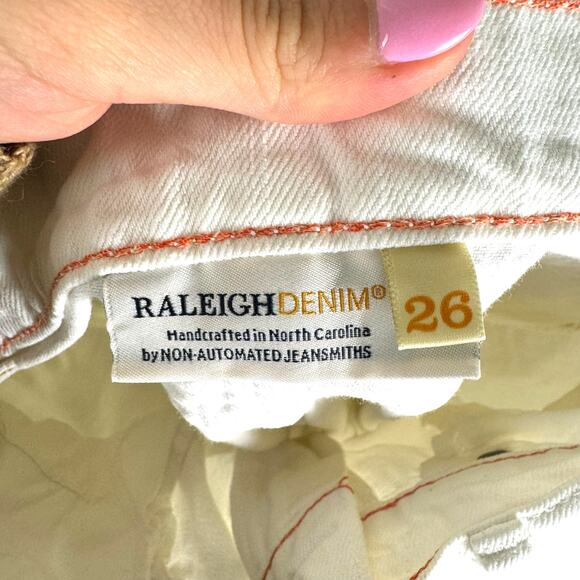 RALEIGHDENIM®
Handcrafted in North Carolina
by NON-AUTOMATED JEANSMITHS
26